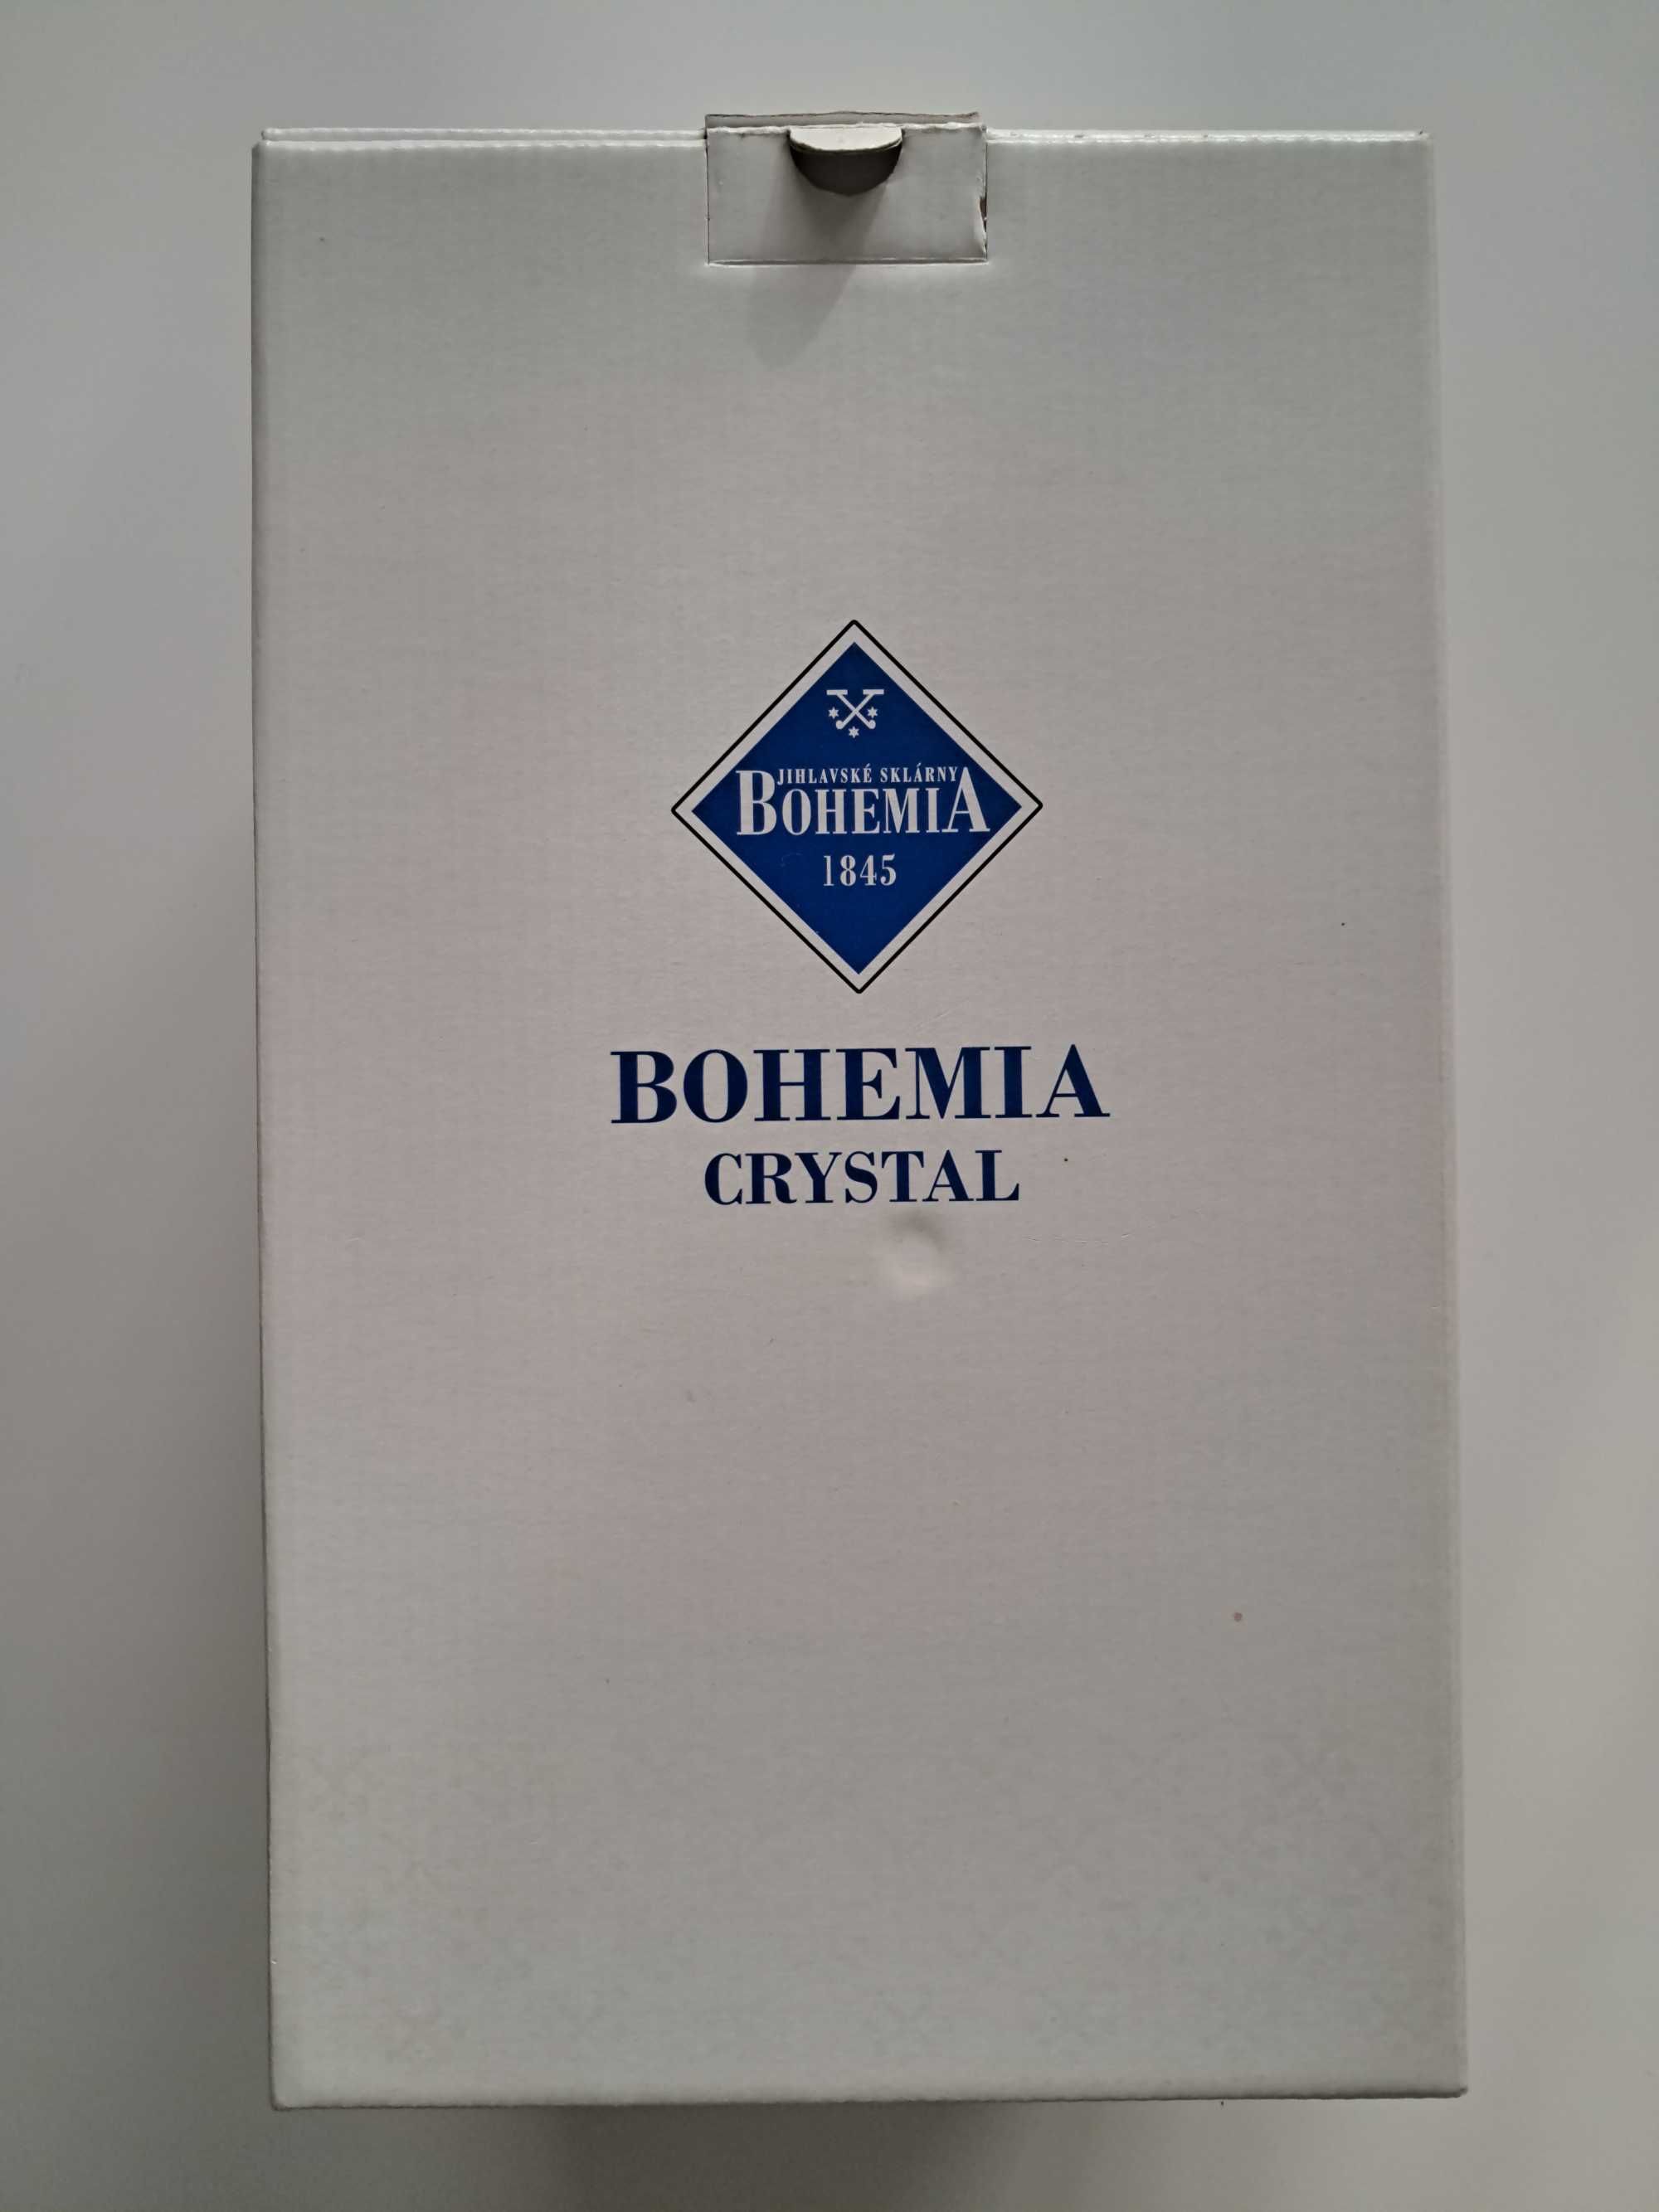 JIHLAVSKÉ SKLÁRNY
BOHEMIA
1845
BOHEMIA
CRYSTAL